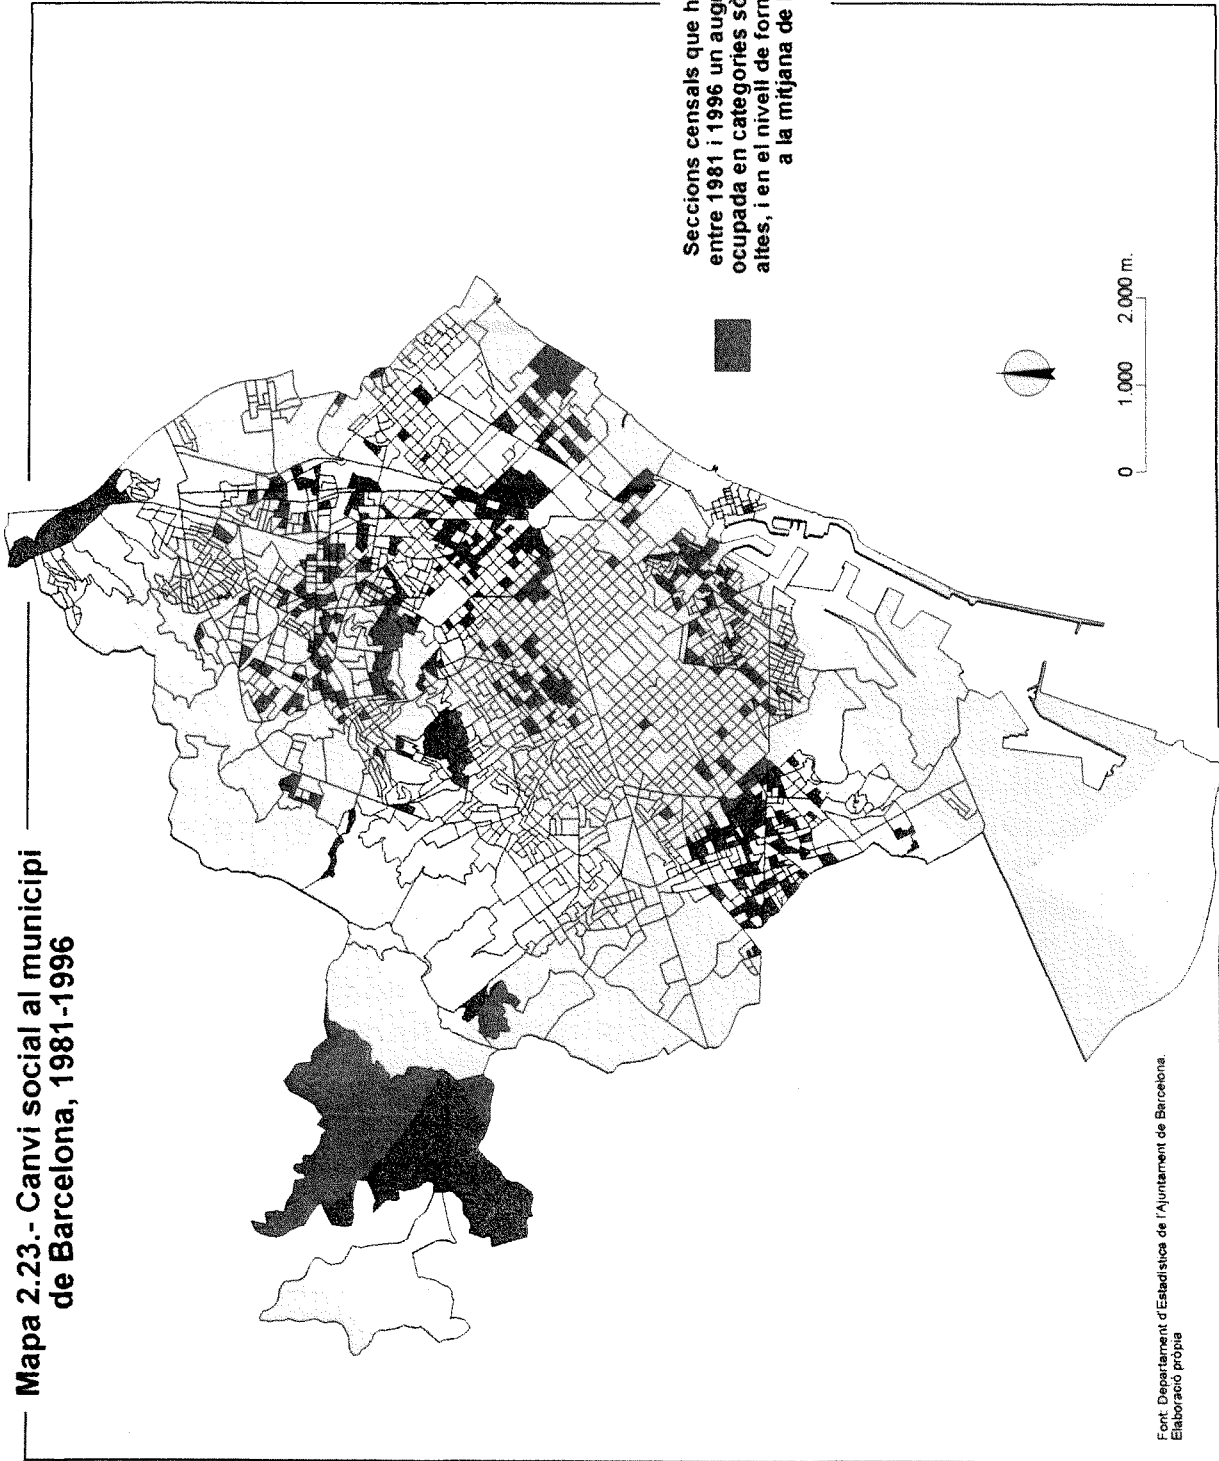 Mapa 2.23.- Canvi social al municipi
de Barcelona, 1981-1996
Seccions censals que h
entre 1981 i 1996 un aug
ocupada en categories sò
altes, i en el nivell de for
a la mitjana de
0 1.000 2.000 m.
Font: Departament d'Estadística de l'Ajuntament de Barcelona.
Elaboració pròpia